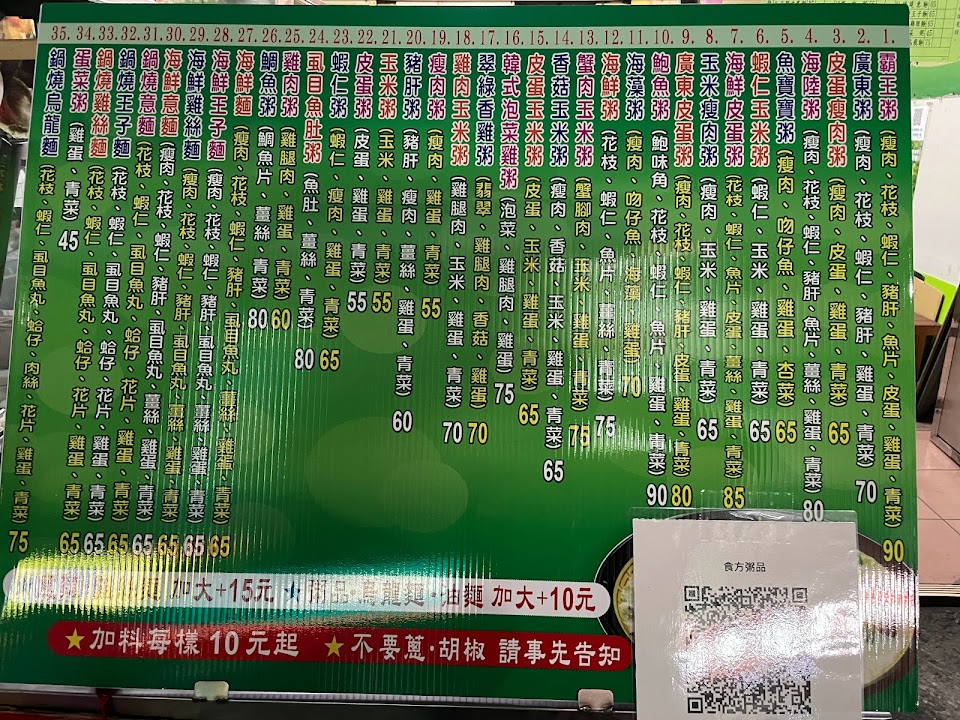 1. 霸王粥 (瘦肉、花枝、蝦仁、豬肝、魚片、皮蛋、雞蛋、青菜) 90
2. 廣東粥 (瘦肉、花枝、蝦仁、豬肝、雞蛋、青菜) 70
3. 皮蛋瘦肉粥 (瘦肉、皮蛋、雞蛋、青菜) 65
4. 海陸粥 (瘦肉、花枝、蝦仁、豬肝、魚片、薑絲、雞蛋、青菜) 80
5. 魚寶寶粥 (瘦肉、吻仔魚、雞蛋、杏菜) 65
6. 蝦仁玉米粥 (蝦仁、玉米、雞蛋、青菜) 65
7. 海鮮皮蛋粥 (花枝、蝦仁、魚片、皮蛋、薑絲、雞蛋、青菜) 85
8. 玉米瘦肉粥 (瘦肉、玉米、雞蛋、青菜) 65
9. 廣東皮蛋粥 (瘦肉、花枝、蝦仁、豬肝、皮蛋、雞蛋、青菜) 80
10. 鮑魚粥 (鮑味角、花枝、蝦仁、魚片、雞蛋、青菜) 90
11. 海藻粥 (瘦肉、吻仔魚、海藻、雞蛋) 70
12. 海鮮粥 (花枝、蝦仁、魚片、薑絲、青菜) 75
13. 蟹肉玉米粥 (蟹腳肉、玉米、雞蛋、青菜) 75
14. 香菇玉米粥 (瘦肉、香菇、玉米、雞蛋、青菜) 65
15. 皮蛋玉米粥 (皮蛋、玉米、雞蛋、青菜) 65
16. 韓式泡菜雞粥 (泡菜、雞腿肉、雞蛋) 75
17. 翠綠香雞粥 (翡翠、雞腿肉、香菇、雞蛋) 70
18. 雞肉玉米粥 (雞腿肉、玉米、雞蛋、青菜) 70
19. 瘦肉粥 (瘦肉、雞蛋、青菜) 55
20. 豬肝粥 (豬肝、瘦肉、薑絲、雞蛋、青菜) 60
21. 玉米粥 (玉米、雞蛋、青菜) 55
22. 皮蛋粥 (皮蛋、雞蛋、青菜) 55
23. 蝦仁粥 (蝦仁、瘦肉、雞蛋、青菜) 65
24. 虱目魚肚粥 (魚肚、薑絲、青菜) 80
25. 雞肉粥 (雞腿肉、雞蛋、青菜) 60
26. 鯛魚粥 (鯛魚片、薑絲、青菜) 80
27. 海鮮麵 (瘦肉、花枝、蝦仁、豬肝、虱目魚丸、薑絲、雞蛋、青菜) 65
28. 海鮮王子麵 (瘦肉、花枝、蝦仁、豬肝、虱目魚丸、薑絲、雞蛋、青菜) 65
29. 海鮮雞絲麵 (瘦肉、花枝、蝦仁、豬肝、虱目魚丸、薑絲、雞蛋、青菜) 65
30. 海鮮意麵 (瘦肉、花枝、蝦仁、豬肝、虱目魚丸、薑絲、雞蛋、青菜) 65
31. 鍋燒意麵 (花枝、蝦仁、虱目魚丸、蛤仔、花片、雞蛋、青菜) 65
32. 鍋燒王子麵 (花枝、蝦仁、虱目魚丸、蛤仔、花片、雞蛋、青菜) 65
33. 鍋燒雞絲麵 (花枝、蝦仁、虱目魚丸、蛤仔、花片、雞蛋、青菜) 65
34. 蛋菜粥 (雞蛋、青菜) 45
35. 鍋燒烏龍麵 (花枝、蝦仁、虱目魚丸、蛤仔、肉絲、花片、雞蛋、青菜) 75
麵 加大+15元 ★粥品·烏龍麵·油麵 加大+10元
★加料每樣10元起 ★不要蔥·胡椒 請事先告知
食方粥品